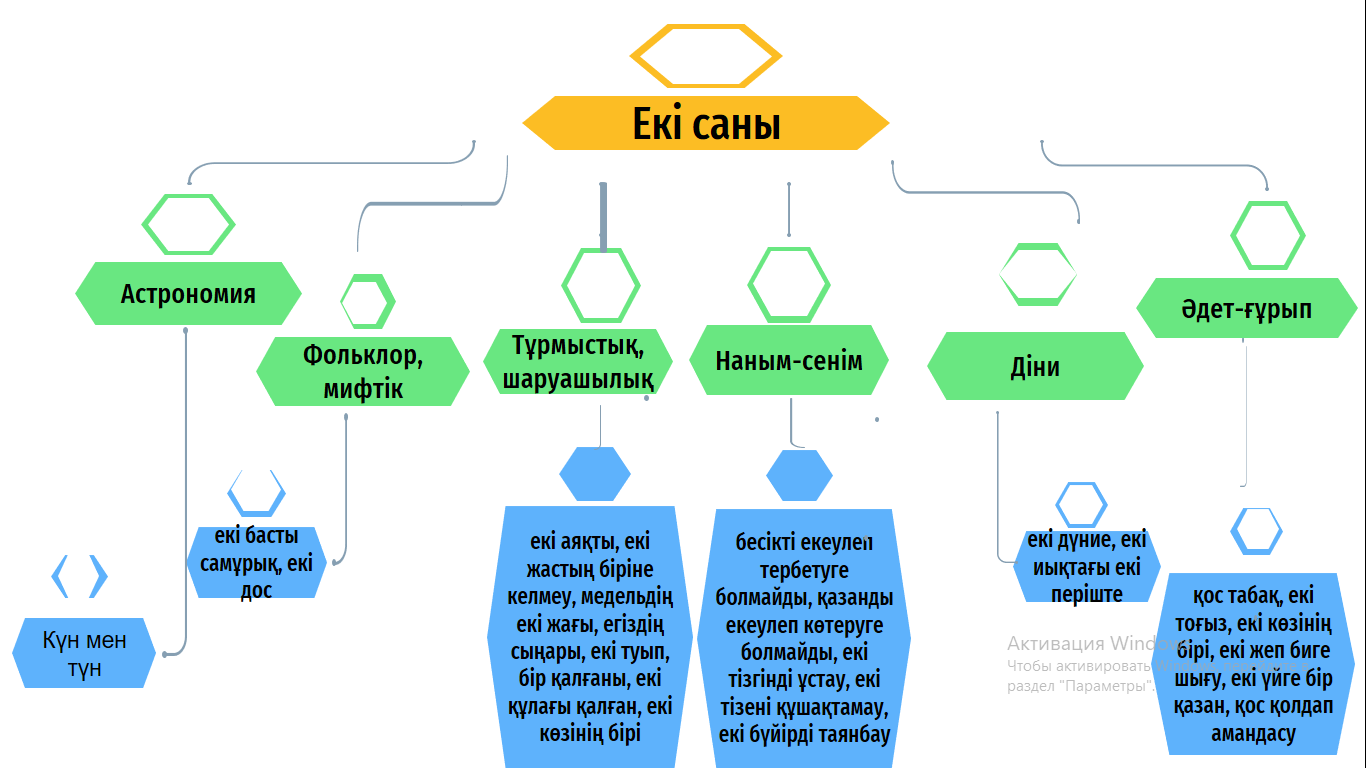 Екі саны
Астрономия
Фольклор,
мифтік
Тұрмыстық,
шаруашылық
Наным-сенім
Діни
Әдет-ғұрып
Күн мен
түн
екі басты
самұрық, екі
дос
екі аяқты, екі
жастың біріне
келмеу, медельдің
екі жағы, егіздің
сыңары, екі туып,
бір қалғаны, екі
құлағы қалған, екі
көзінің бірі
бесікті екеулеп
тербетуге
болмайды, қазанды
екеулеп көтеруге
болмайды, екі
тізгінді ұстау, екі
тізені құшақтамау,
екі бүйірді таянбау
екі дүние, екі
иықтағы екі
періште
қос табақ, екі
тоғыз, екі көзінің
бірі, екі жеп биге
шығу, екі үйге бір
қазан, қос қолдап
амандасу
Активация Windows
Чтобы активировать Windows,
раздел "Параметры".